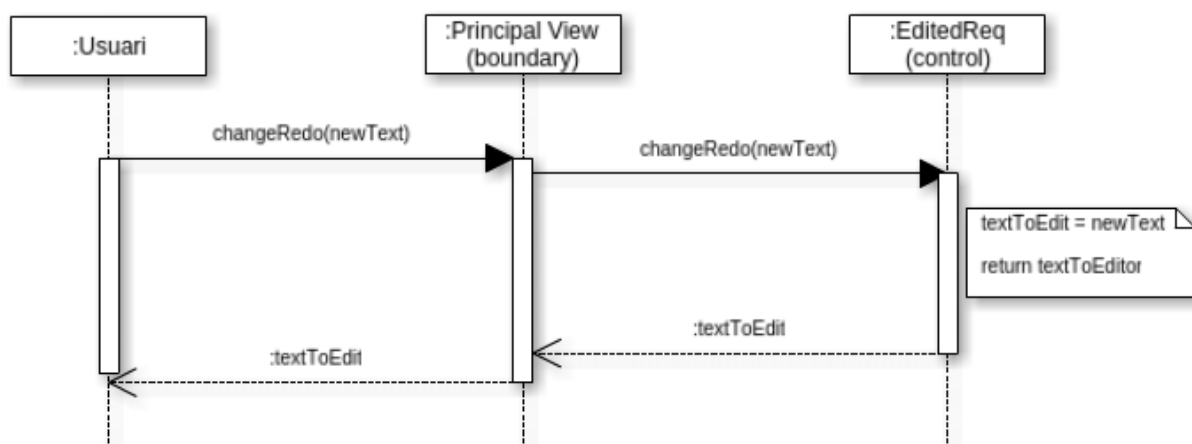 :Usuari
:Principal View
(boundary)
:EditedReq
(control)
changeRedo(newText)
changeRedo(newText)
textToEdit = newText
return textToEditor
:textToEdit
:textToEdit